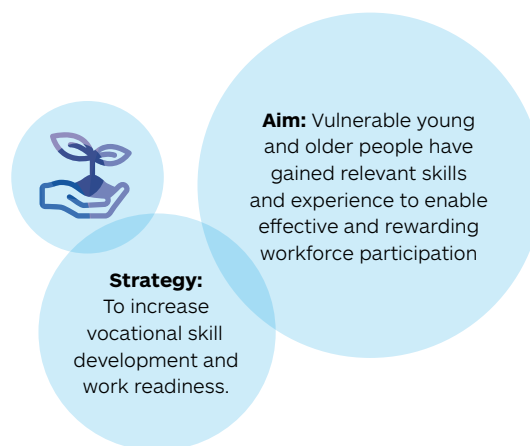 Aim: Vulnerable young
and older people have
gained relevant skills
and experience to enable
effective and rewarding
workforce participation
Strategy:
To increase
vocational skill
development and
work readiness.